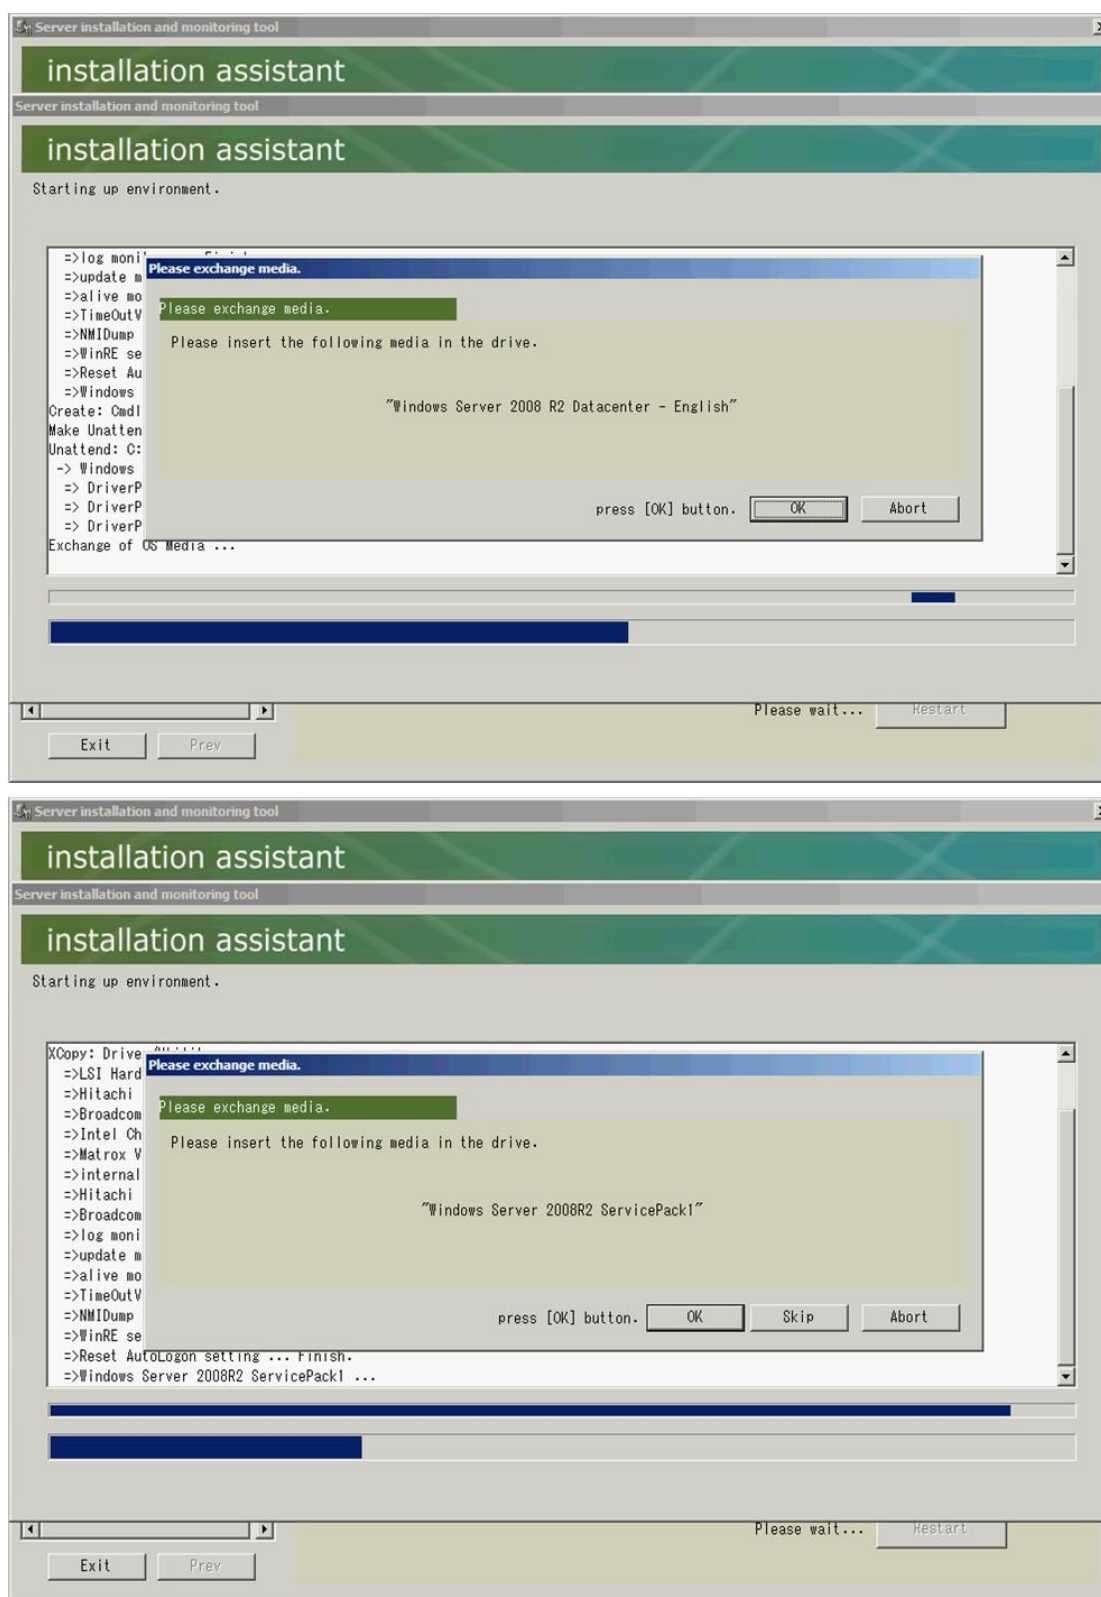 Server installation and monitoring tool
installation assistant
Server installation and monitoring tool
installation assistant
Starting up environment.
=>log moni
=>update m
=>alive mo
=>TimeOutV
=>NMIDump
=>WinRE se
=>Reset Au
=>Windows
Create: Cmdl
Make Unatten
Unattend: C:
-> Windows
=> DriverP
=> DriverP
=> DriverP
Exchange of OS Media ...
Please exchange media.
Please exchange media.
Please insert the following media in the drive.
"Windows Server 2008 R2 Datacenter - English"
press [OK] button. OK Abort
Please wait... Restart
Exit Prev
Server installation and monitoring tool
installation assistant
Server installation and monitoring tool
installation assistant
Starting up environment.
XCopy: Drive
=>LSI Hard
=>Hitachi
=>Broadcom
=>Intel Ch
=>Matrox V
=>internal
=>Hitachi
=>Broadcom
=>log moni
=>update m
=>alive mo
=>TimeOutV
=>NMIDump
=>WinRE se
=>Reset AutoLogon setting ... Finish.
=>Windows Server 2008R2 ServicePack1 ...
Please exchange media.
Please exchange media.
Please insert the following media in the drive.
"Windows Server 2008R2 ServicePack1"
press [OK] button. OK Skip Abort
Please wait... Restart
Exit Prev